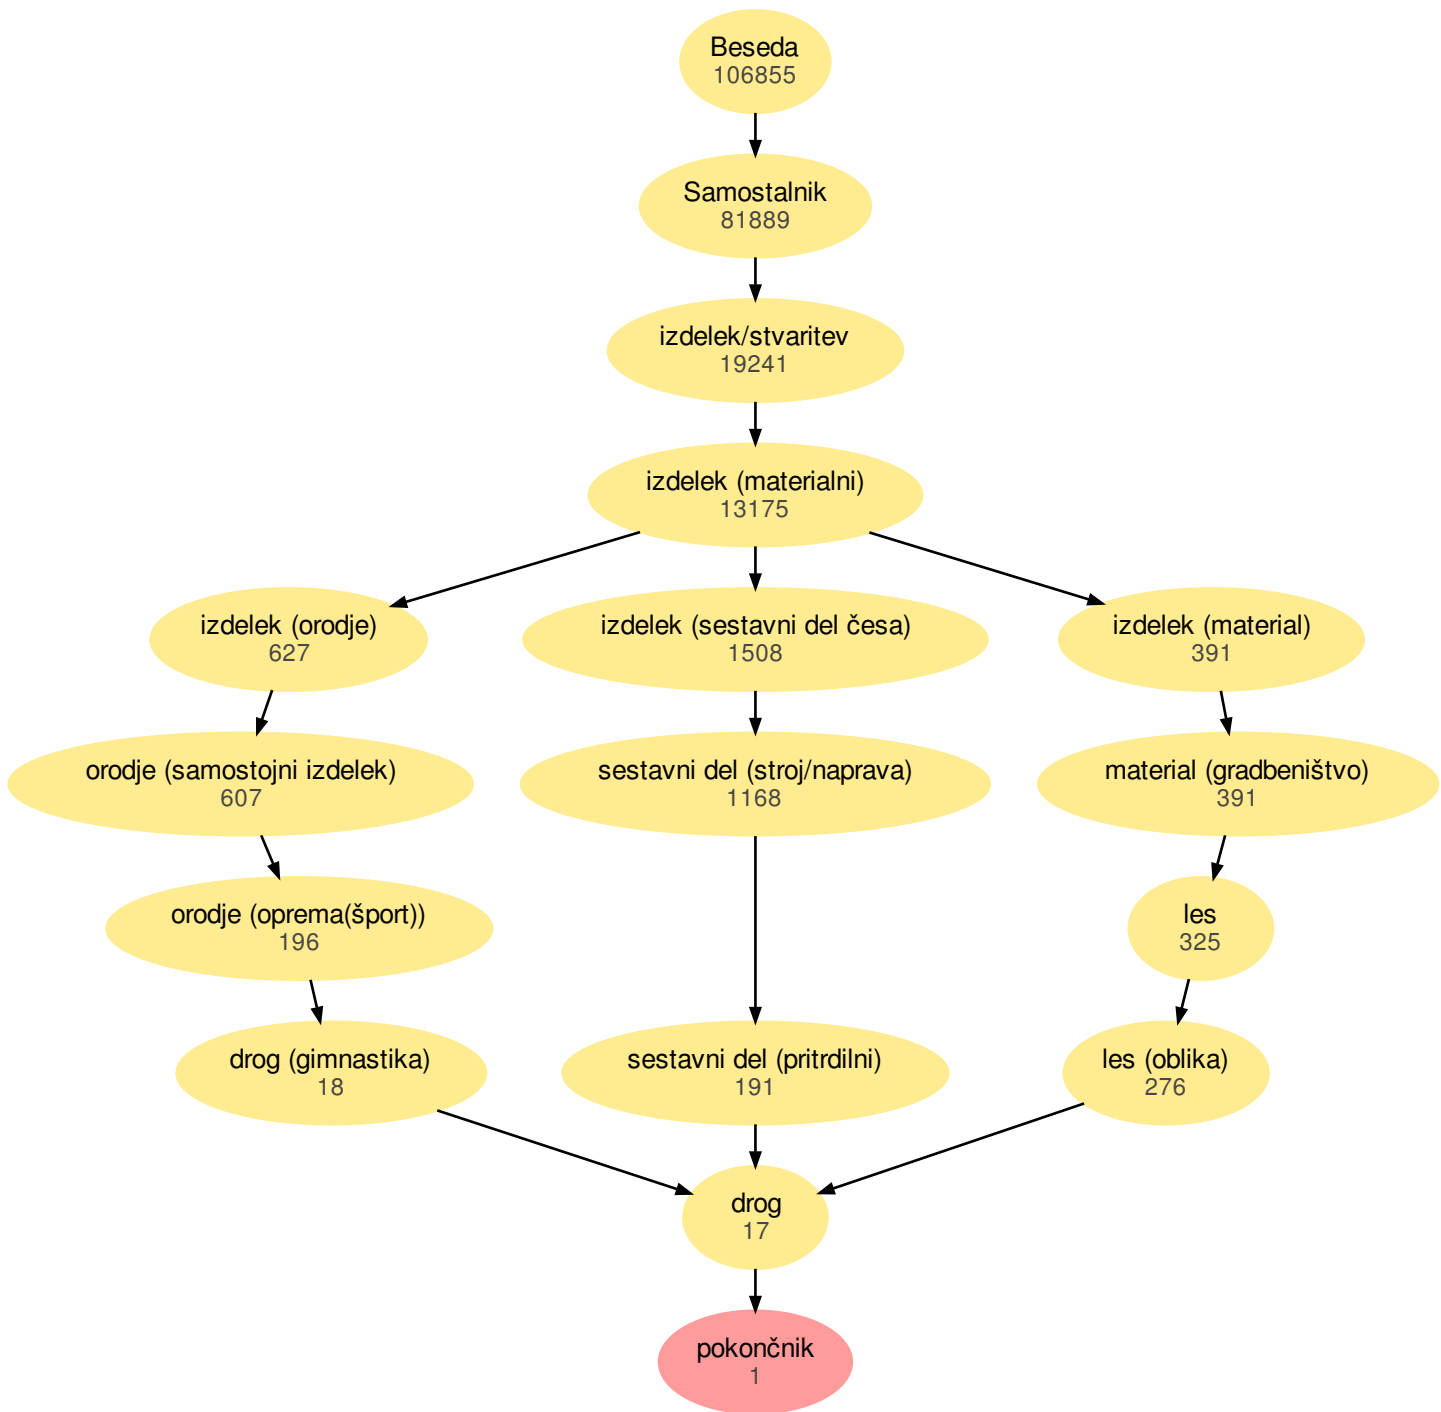 Beseda
106855
Samostalnik
81889
izdelek/stvaritev
19241
izdelek (materialni)
13175
izdelek (orodje)
627
izdelek (sestavni del česa)
1508
izdelek (material)
391
orodje (samostojni izdelek)
607
sestavni del (stroj/naprava)
1168
material (gradbeništvo)
391
orodje (oprema(šport))
196
les
325
drog (gimnastika)
18
sestavni del (pritrdilni)
191
les (oblika)
276
drog
17
pokončnik
1